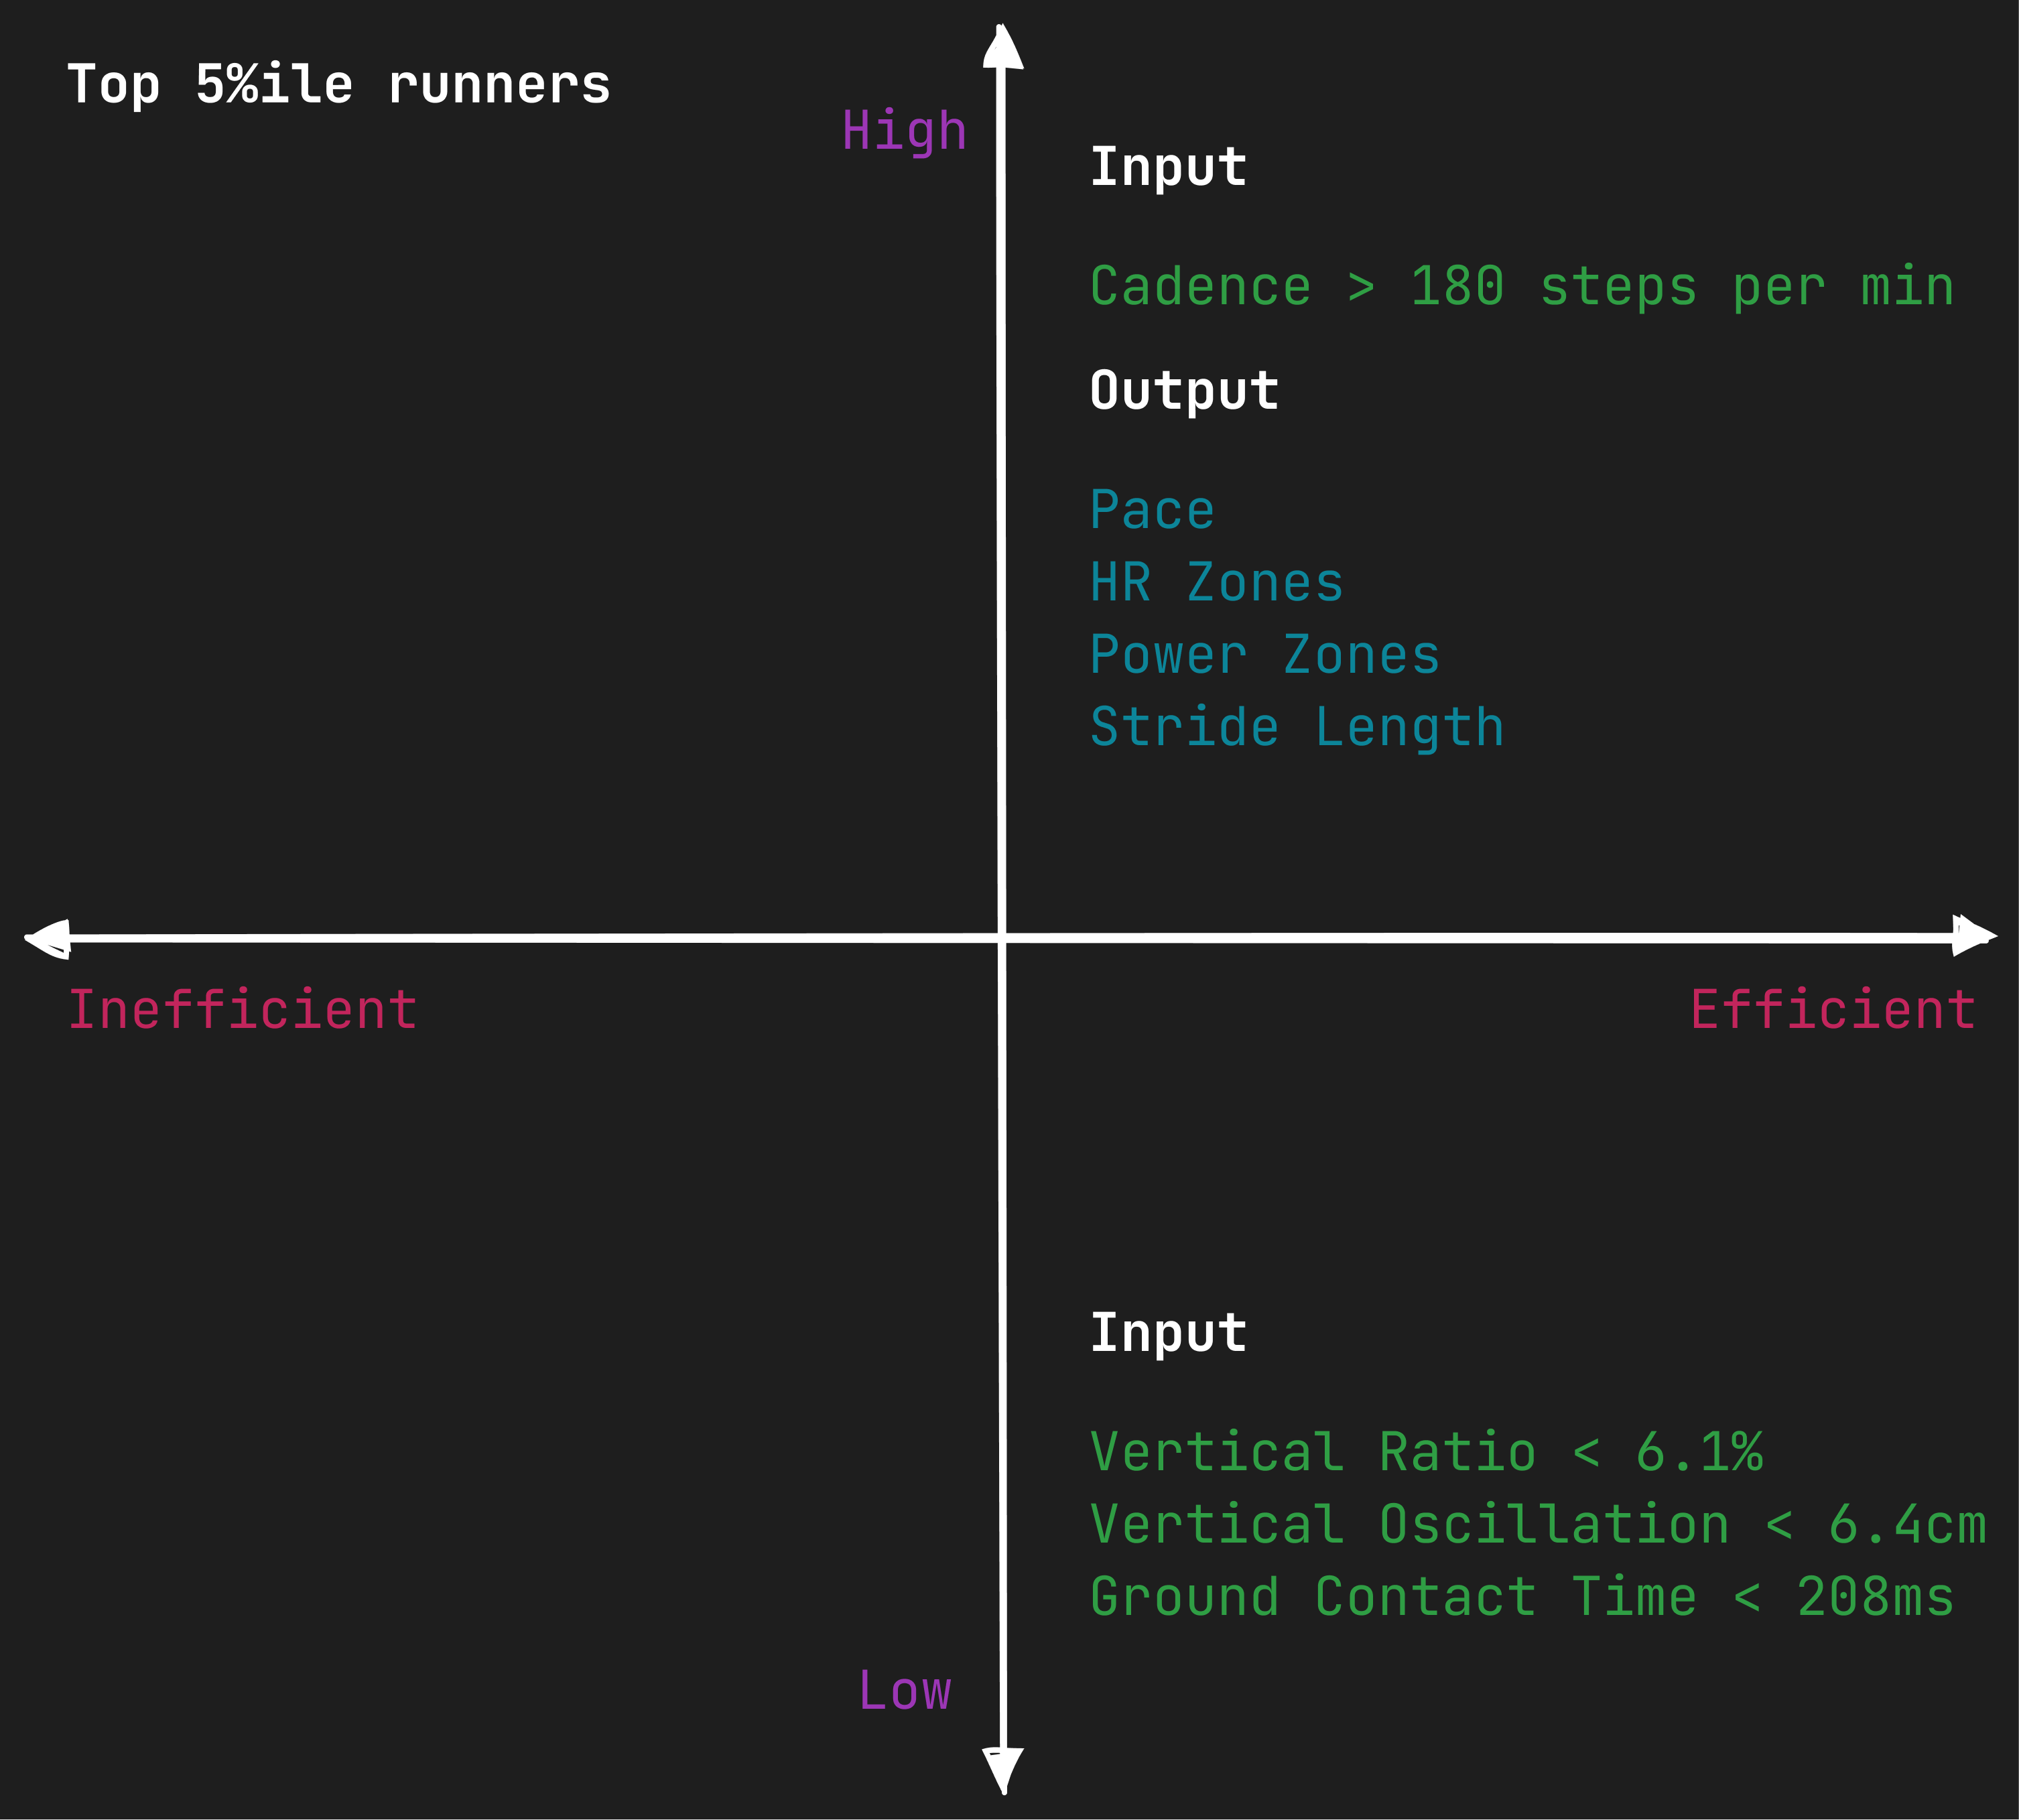 Top 5%ile runners
High
Input
Cadence > 180 steps per min
Output
Pace
HR Zones
Power Zones
Stride Length
Inefficient
Efficient
Input
Vertical Ratio < 6.1%
Vertical Oscillation < 6.4cm
Ground Contact Time < 208ms
Low